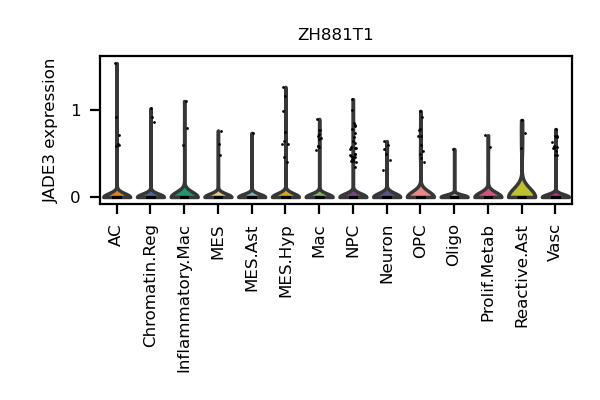 ZH881T1
JADE3 expression
1
0
AC
Chromatin.Reg
Inflammatory.Mac
MES
MES.Ast
MES.Hyp
Mac
NPC
Neuron
OPC
Oligo
Prolif.Metab
Reactive.Ast
Vasc